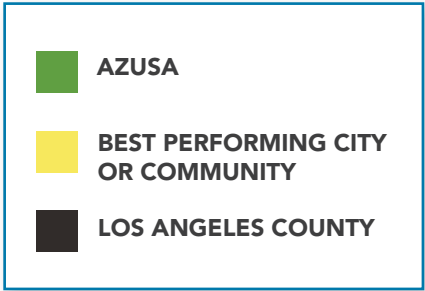 AZUSA
BEST PERFORMING CITY
OR COMMUNITY
LOS ANGELES COUNTY